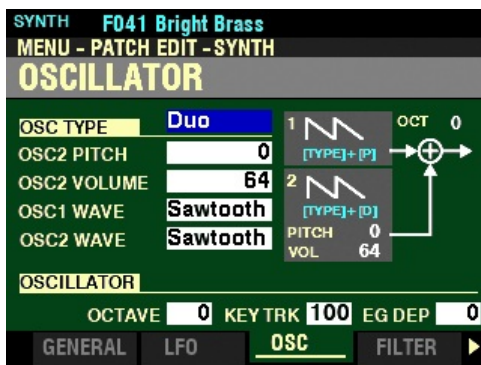 SYNTH F041 Bright Brass
MENU - PATCH EDIT - SYNTH
OSCILLATOR
OSC TYPE Duo
OSC2 PITCH 0
OSC2 VOLUME 64
OSC1 WAVE Sawtooth
OSC2 WAVE Sawtooth
1
[TYPE]+[P]
OCT 0
2
[TYPE]+[D]
PITCH 0
VOL 64
OSCILLATOR
OCTAVE 0 KEY TRK 100 EG DEP 0
GENERAL LFO OSC FILTER